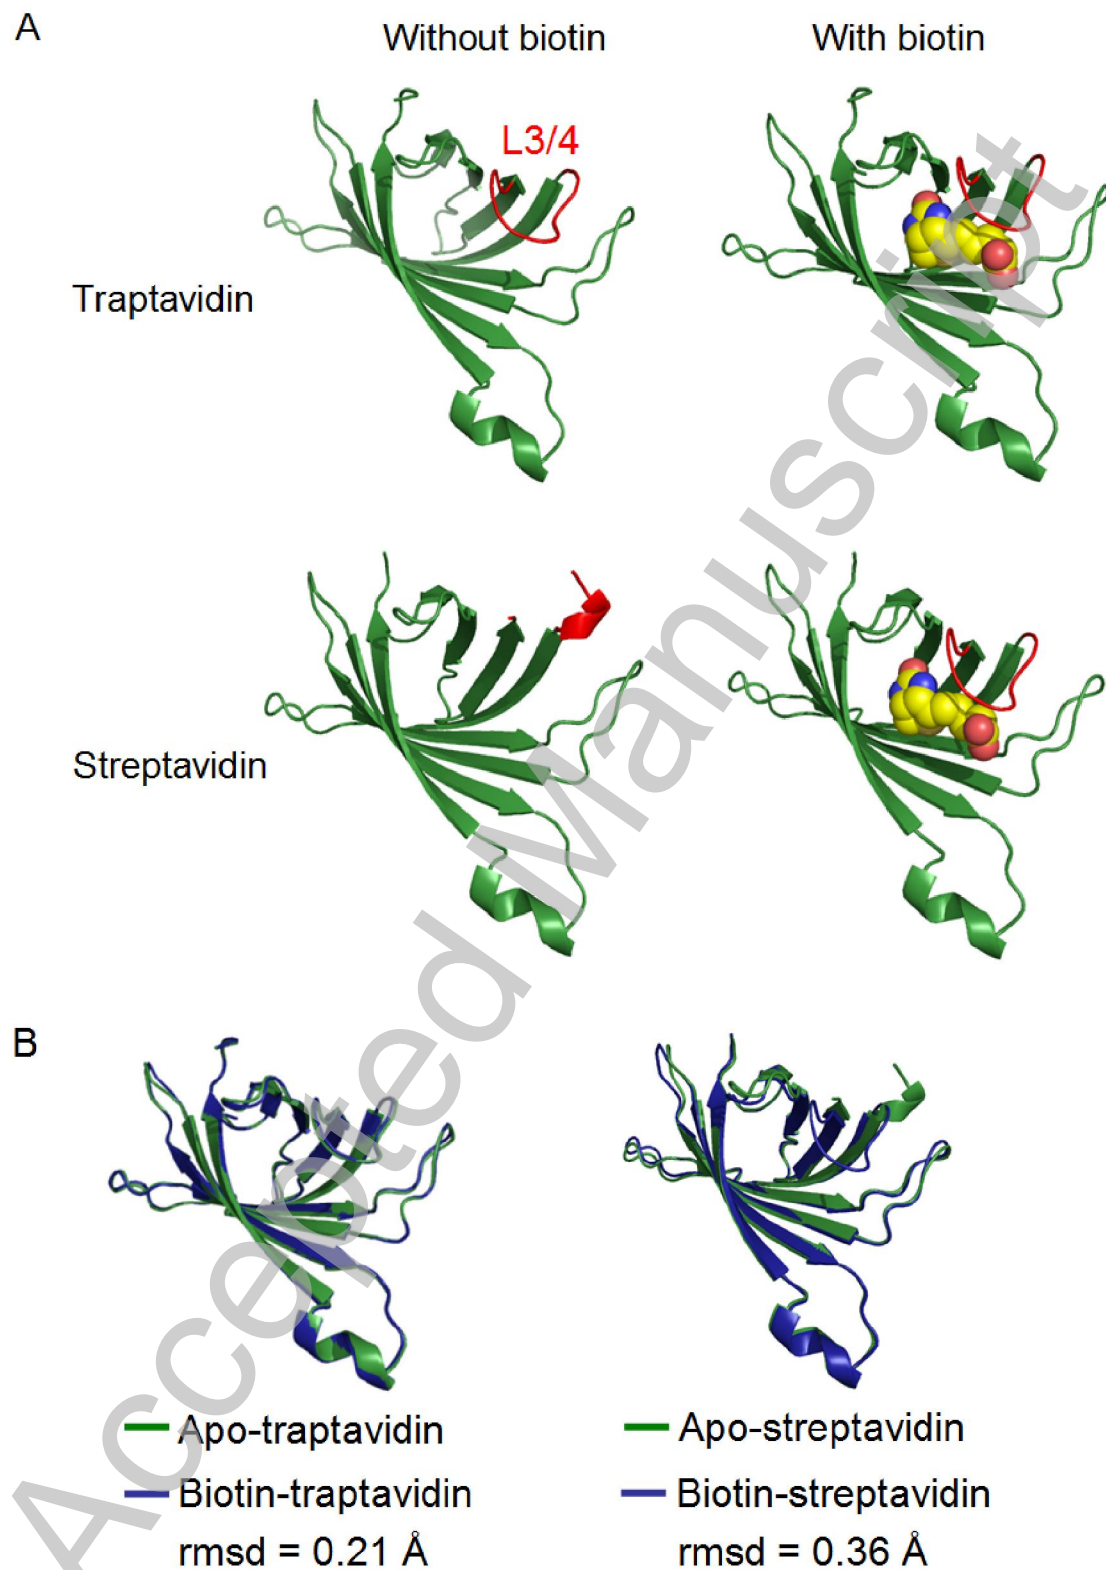 A
Without biotin
With biotin
L3/4
Traptavidin
Streptavidin
B
Apo-traptavidin
Apo-streptavidin
Biotin-traptavidin
Biotin-streptavidin
rmsd = 0.21 Å
rmsd = 0.36 Å
Accepted Manuscript